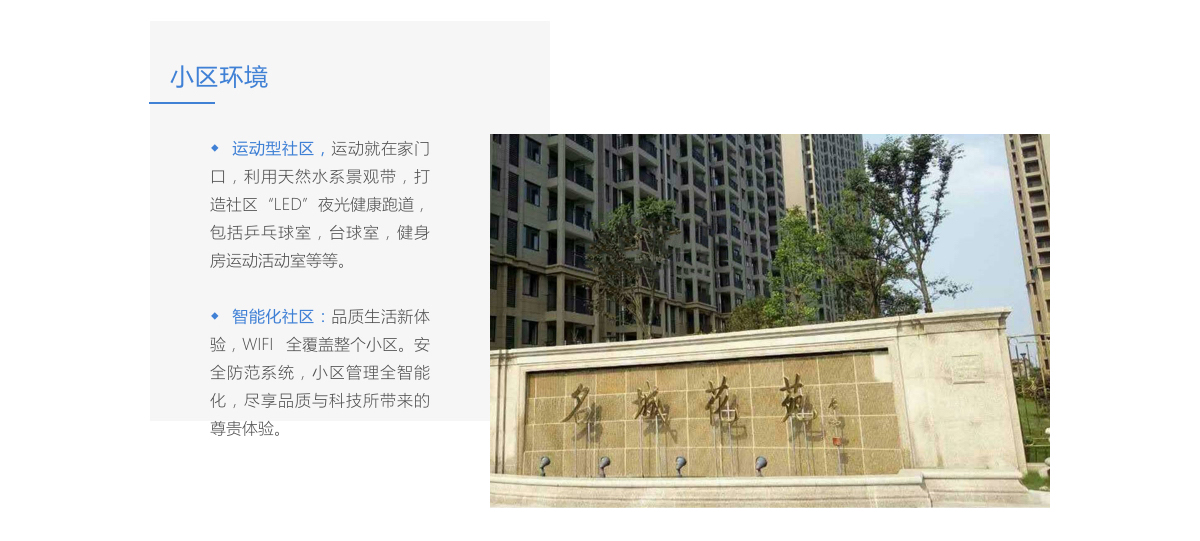 小区环境
◆ 运动型社区，运动就在家门
口，利用天然水系景观带，打
造社区“LED”夜光健康跑道，
包括乒乓球室，台球室，健身
房运动活动室等等。
◆ 智能化社区：品质生活新体
验，WIFI 全覆盖整个小区。安
全防范系统，小区管理全智能
化，尽享品质与科技所带来的
尊贵体验。
名城花苑